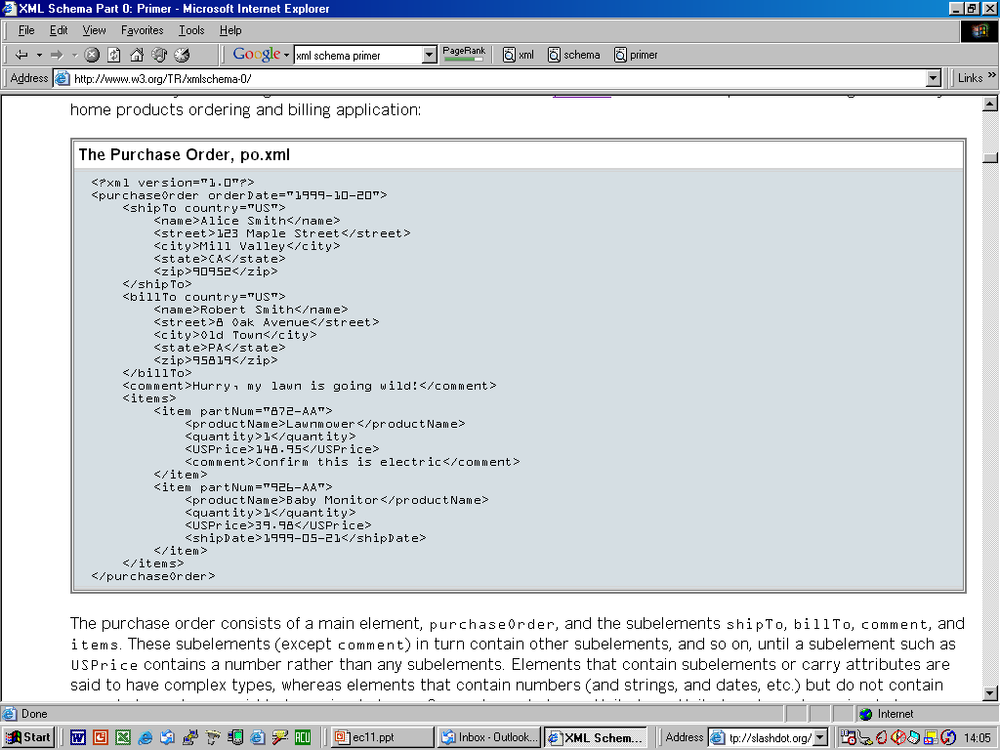 XML Schema Part 0: Primer - Microsoft Internet Explorer
File Edit View Favorites Tools Help
Google xml schema primer PageRank xml schema primer
Address http://www.w3.org/TR/xmlschema-0/ Links »
home products ordering and billing application:
The Purchase Order, po.xml
<?xml version="1.0"?>
<purchaseOrder orderDate="1999-10-20">
<shipTo country="US">
<name>Alice Smith</name>
<street>123 Maple Street</street>
<city>Mill Valley</city>
<state>CA</state>
<zip>90952</zip>
</shipTo>
<billTo country="US">
<name>Robert Smith</name>
<street>8 Oak Avenue</street>
<city>Old Town</city>
<state>PA</state>
<zip>95819</zip>
</billTo>
<comment>Hurry, my lawn is going wild!</comment>
<items>
<item partNum="872-AA">
<productName>Lawnmower</productName>
<quantity>1</quantity>
<USPrice>148.95</USPrice>
<comment>Confirm this is electric</comment>
</item>
<item partNum="926-AA">
<productName>Baby Monitor</productName>
<quantity>1</quantity>
<USPrice>39.98</USPrice>
<shipDate>1999-05-21</shipDate>
</item>
</items>
</purchaseOrder>
The purchase order consists of a main element, purchaseOrder, and the subelements shipTo, billTo, comment, and
items. These subelements (except comment) in turn contain other subelements, and so on, until a subelement such as
USPrice contains a number rather than any subelements. Elements that contain subelements or carry attributes are
said to have complex types, whereas elements that contain numbers (and strings, and dates, etc.) but do not contain
Done Internet
Start ec11.ppt Inbox - Outlook... XML Schem... Address tp://slashdot.org/ 14:05